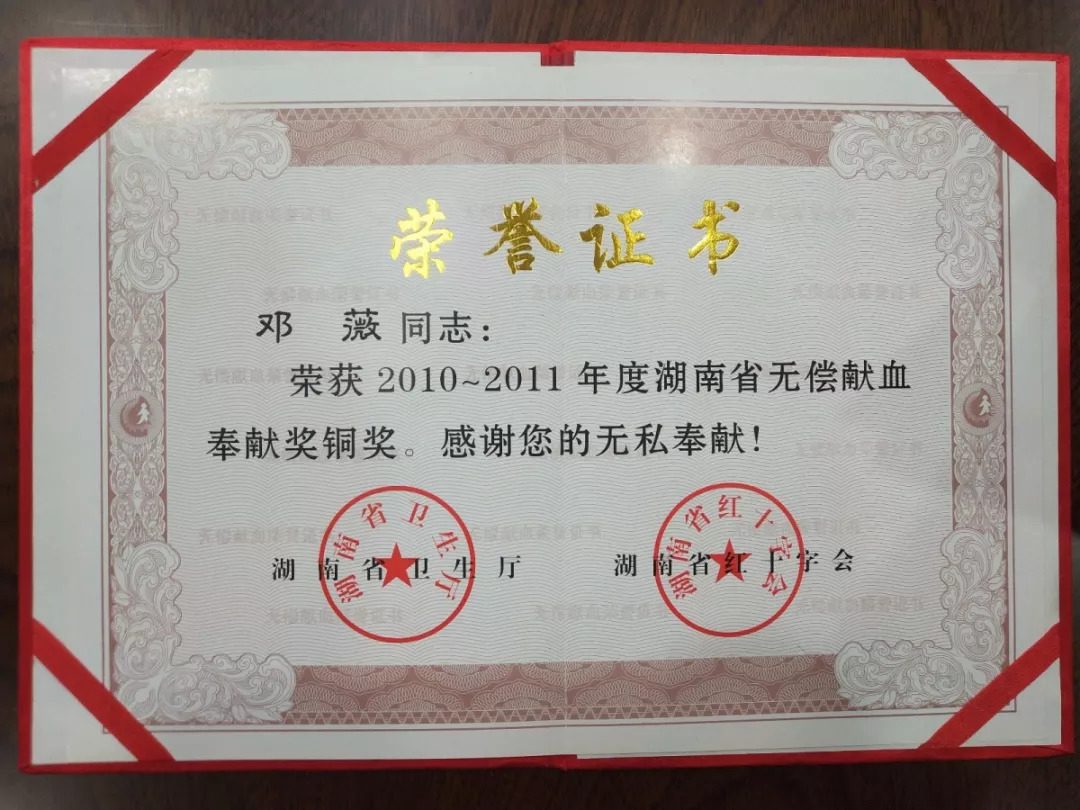 荣誉证书
邓 薇 同志：
荣获 2010~2011 年度湖南省无偿献血
奉献奖铜奖。感谢您的无私奉献！
湖南省卫生厅 湖南省红十字会
湖南省卫生厅
湖南省红十字会